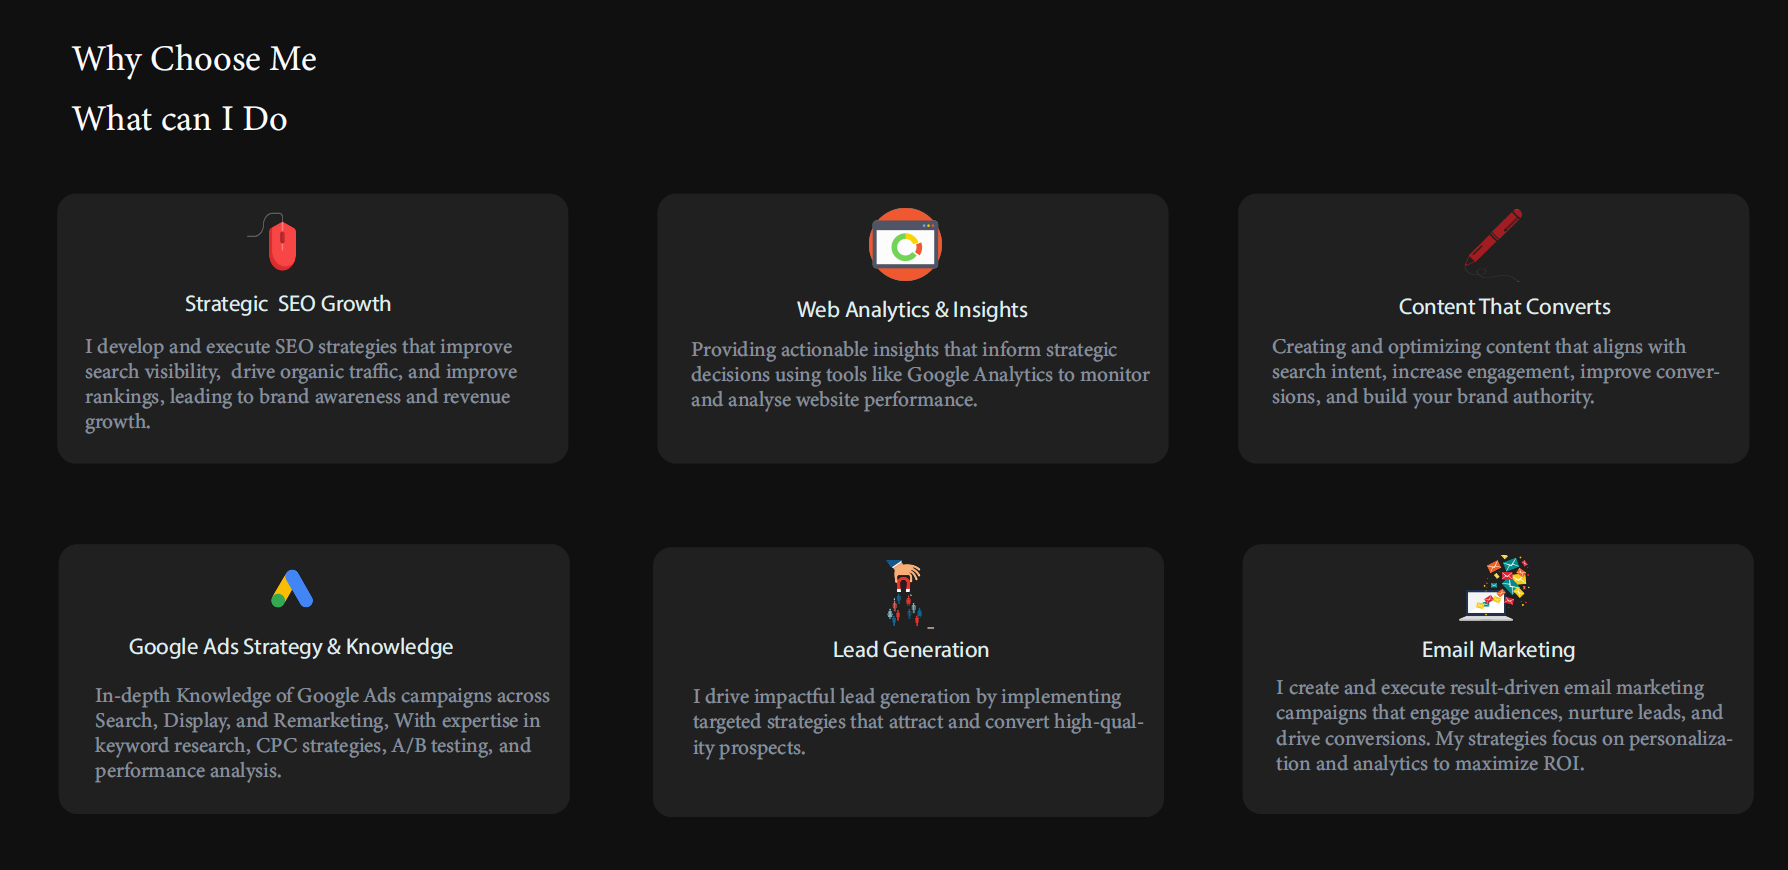 Why Choose Me
What can I Do
Strategic  SEO Growth
I develop and execute SEO strategies that improve
search visibility,  drive organic traffic, and improve
rankings, leading to brand awareness and revenue
growth.
Web Analytics & Insights
Providing actionable insights that inform strategic
decisions using tools like Google Analytics to monitor
and analyse website performance.
Content That Converts
Creating and optimizing content that aligns with
search intent, increase engagement, improve conver-
sions, and build your brand authority.
Google Ads Strategy & Knowledge
In-depth Knowledge of Google Ads campaigns across
Search, Display, and Remarketing, With expertise in
keyword research, CPC strategies, A/B testing, and
performance analysis.
Lead Generation
I drive impactful lead generation by implementing
targeted strategies that attract and convert high-qual-
ity prospects.
Email Marketing
I create and execute result-driven email marketing
campaigns that engage audiences, nurture leads, and
drive conversions. My strategies focus on personaliza-
tion and analytics to maximize ROI.